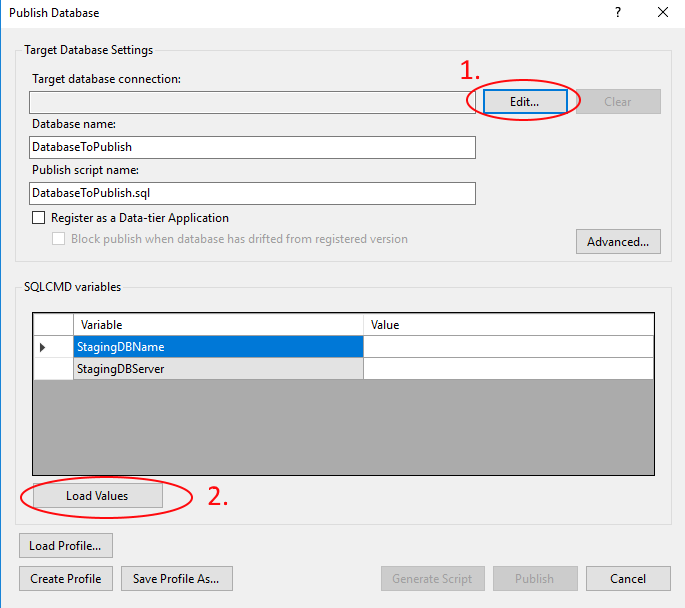 Publish Database
?
Target Database Settings
1.
Target database connection:
Edit...
Clear
Database name:
DatabaseToPublish
Publish script name:
DatabaseToPublish.sql
Register as a Data-tier Application
Block publish when database has drifted from registered version
Advanced...
SQLCMD variables
Variable Value
StagingDBName
StagingDBServer
Load Values
2.
Load Profile...
Create Profile Save Profile As... Generate Script Publish Cancel